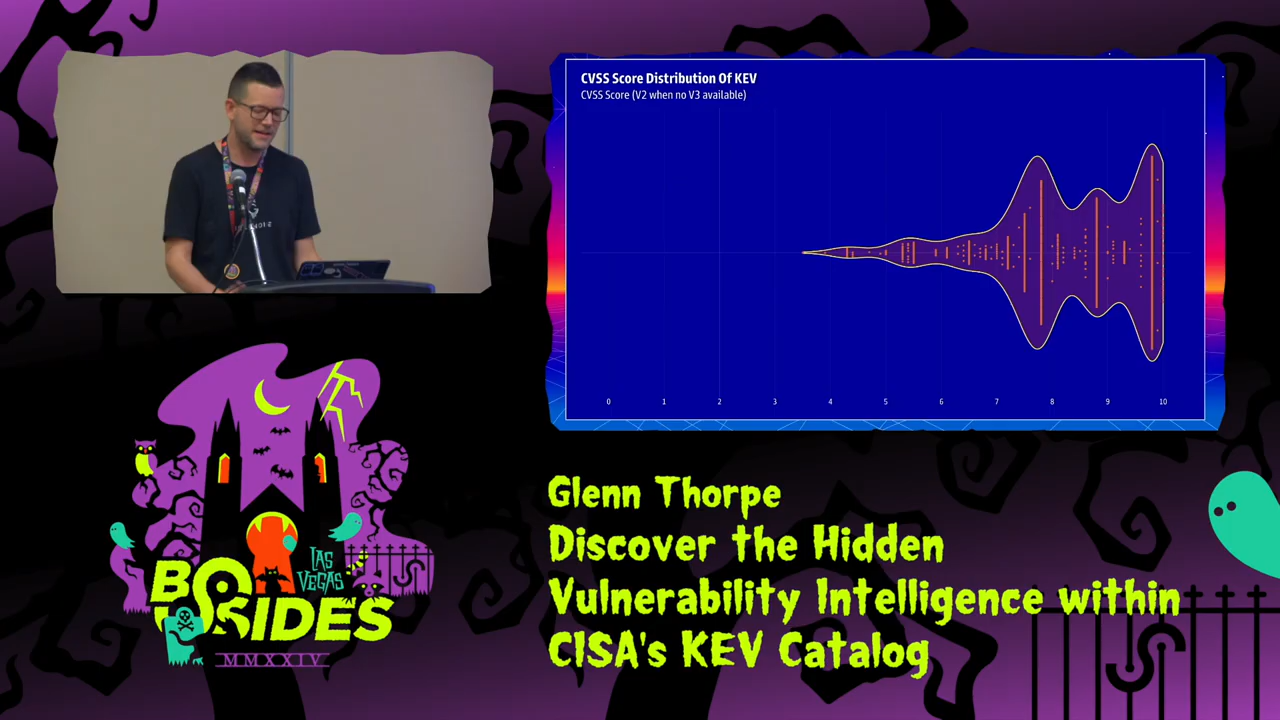 CVSS Score Distribution Of KEV
CVSS Score (V2 when no V3 available)
0 1 2 3 4 5 6 7 8 9 10
LAS
VEGAS
BSIDES
MMXXIV
Glenn Thorpe
Discover the Hidden
Vulnerability Intelligence within
CISA's KEV Catalog